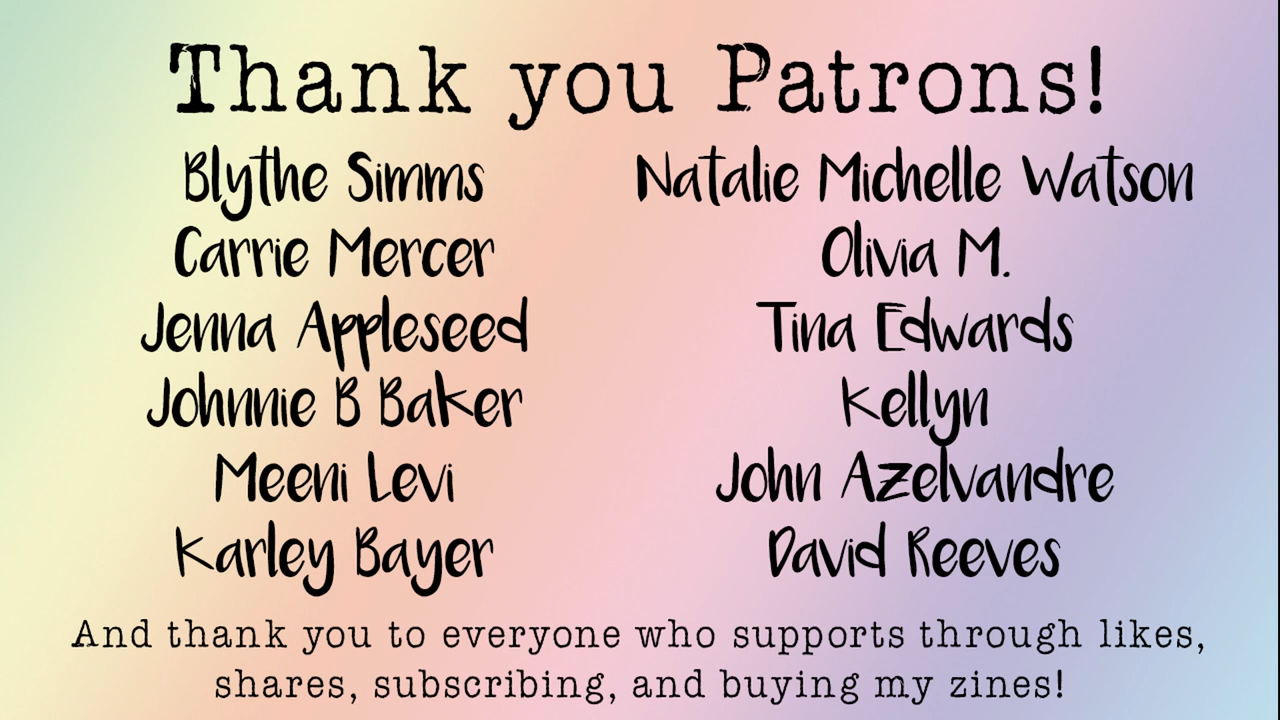 Thank you Patrons!
Blythe Simms
Carrie Mercer
Jenna Appleseed
Johnnie B Baker
Meeni Levi
Karley Bayer
Natalie Michelle Watson
Olivia M.
Tina Edwards
Kellyn
John Azelvandre
David Reeves
And thank you to everyone who supports through likes,
shares, subscribing, and buying my zines!